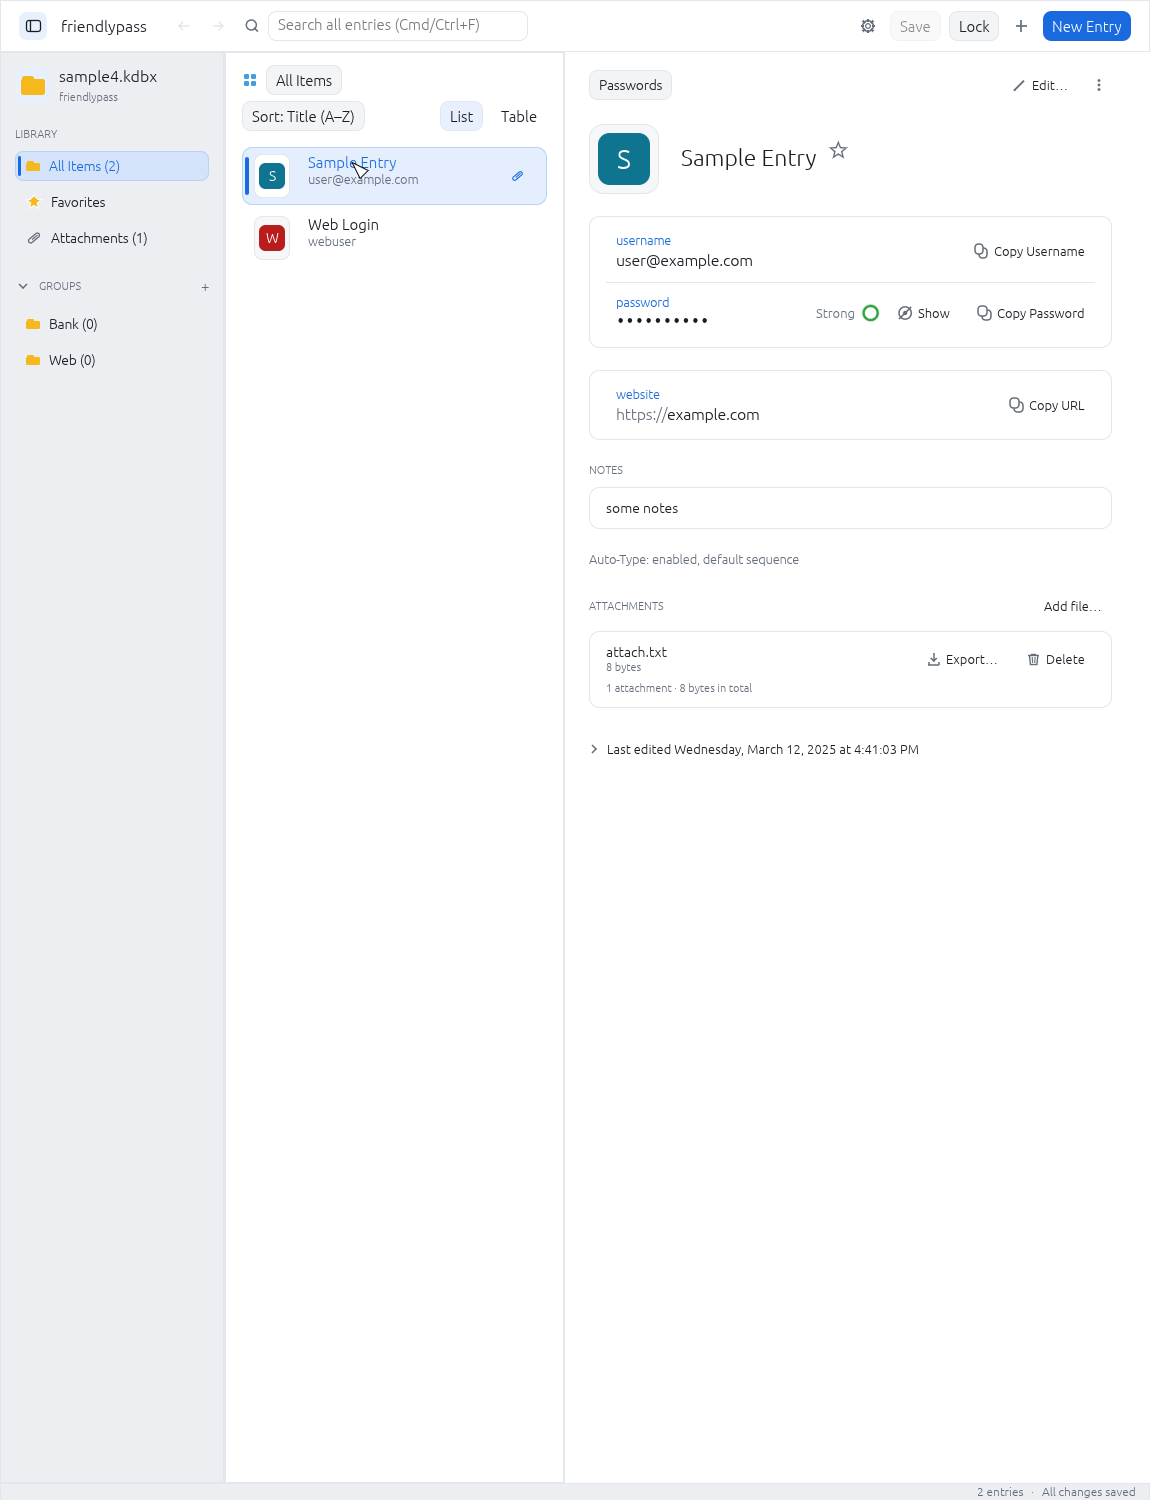 friendlypass
Search all entries (Cmd/Ctrl+F)
Save
Lock
New Entry
sample4.kdbx
friendlypass
LIBRARY
All Items (2)
Favorites
Attachments (1)
GROUPS
+
Bank (0)
Web (0)
All Items
Sort: Title (A–Z)
List
Table
S
Sample Entry
user@example.com
W
Web Login
webuser
Passwords
Edit...
S
Sample Entry
username
user@example.com
Copy Username
password
••••••••••
Strong
Show
Copy Password
website
https://example.com
Copy URL
NOTES
some notes
Auto-Type: enabled, default sequence
ATTACHMENTS
Add file...
attach.txt
8 bytes
Export...
Delete
1 attachment · 8 bytes in total
Last edited Wednesday, March 12, 2025 at 4:41:03 PM
2 entries · All changes saved